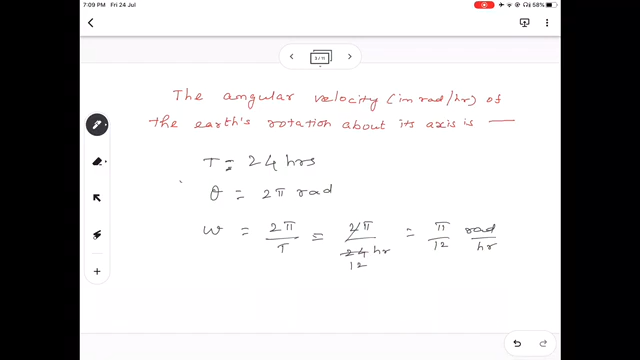 7:09 PM Fri 24 Jul 58%
3 / 11
The angular velocity (in rad/hr) of
the earth's rotation about its axis is —
T = 24 hrs
θ = 2π rad
w = 2π/T = 2π/24 hr 12 = π/12 rad/hr